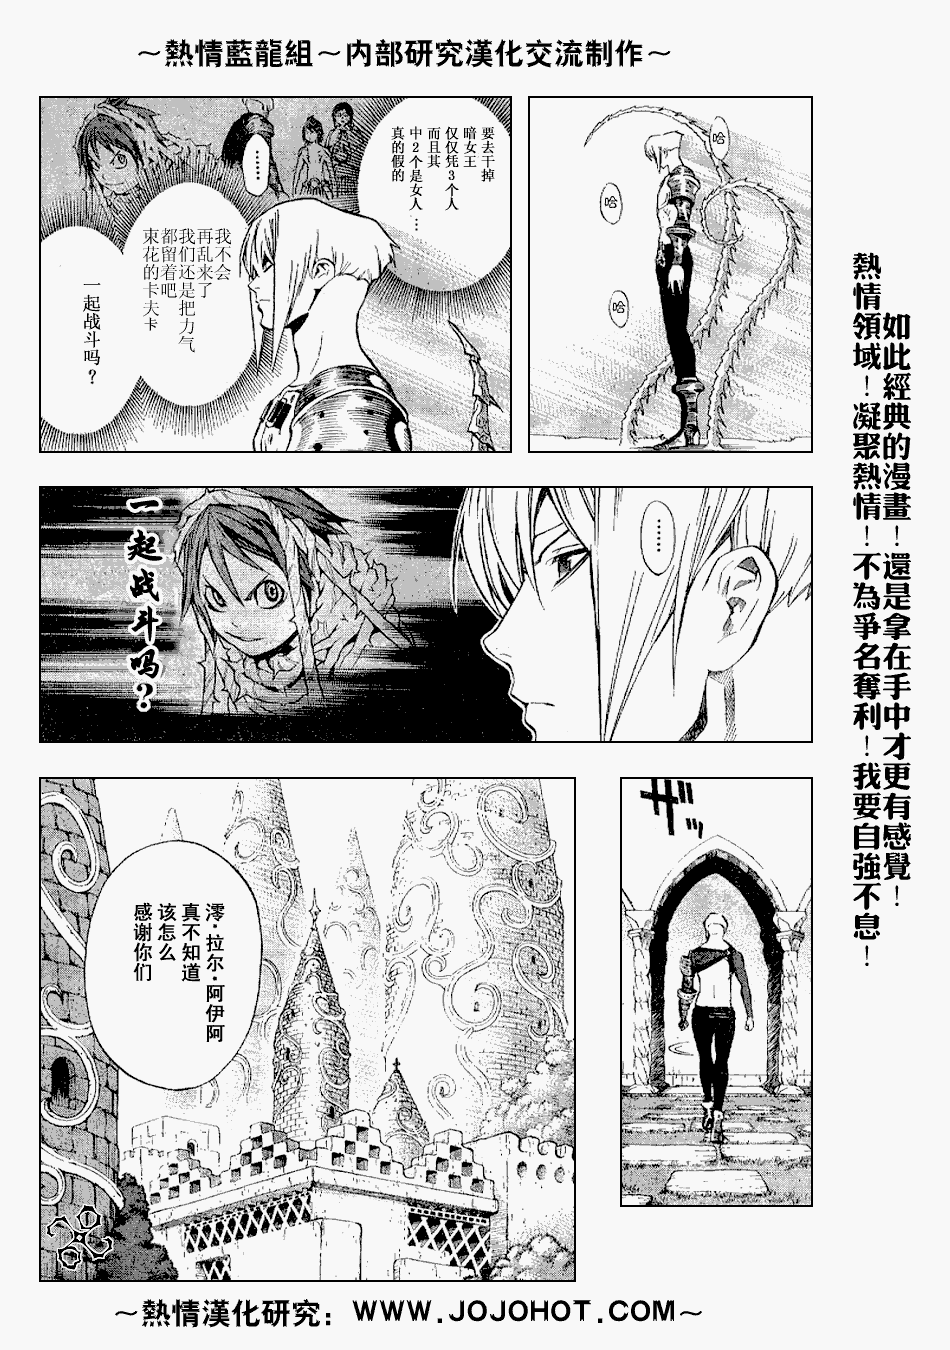 ～熱情藍龍組～内部研究漢化交流制作～
哈
哈
哈
要去干掉
暗女王
仅仅凭3个人
而且其
中2个是女人
真的假的…
……
我不会
再乱来了
我们还是把力气
都留着吧
束花的卡夫卡
一起战斗吗？
……
一起战斗吗？
澪·拉尔·阿伊阿
真不知道
该怎么
感谢你们
如此經典的漫畫！還是拿在手中才更有感覺！
熱情領域！凝聚熱情！不為爭名奪利！我要自強不息！
～熱情漢化研究：WWW.JOJOHOT.COM～